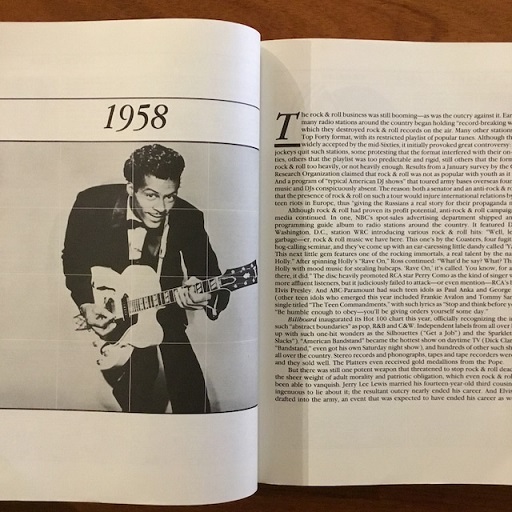 1958
The rock & roll business was still booming—as was the outcry against it. Ear
many radio stations around the country began holding "record-breaking w
which they destroyed rock & roll records on the air. Many other station
Top Forty format, with its restricted playlist of popular tunes. Although th
widely accepted by the mid-Sixties, it initially provoked great controversy
jockeys quit such stations, some protesting that the format interfered with their on-
ties, others that the playlist was too predictable and rigid, still others that the form
rock & roll too heavily, or not heavily enough. Results from a January survey by the
Research Organization claimed that rock & roll was not as popular with youth as it
And a program of "typical American DJ shows" that toured army bases overseas four
music and DJs conspicuously absent. The reason: both a senator and an anti-rock & ro
that the presence of rock & roll on such a tour would injure international relations by
teen riots in Europe, thus "giving the Russians a real story for their propaganda m
Although rock & roll had proven its profit potential, anti-rock & roll campaig
media continued. In one, NBC's spot-sales advertising department shipped an
programming guide album to radio stations around the country. It featured D
Washington, D.C., station WRC introducing various rock & roll hits. "Well, le
garbage—er, rock & roll music we have here. This one's by the Coasters, four fugit
hog-calling seminar, and they've come up with an ear-caressing little dandy called "Y
This next little gem features one of the rocking immortals, a real talent by the na
Holly." After spinning Holly's "Rave On," Ross continued: "What'd he say? What? Th
Holly with mood music for stealing hubcaps. 'Rave On,' it's called. You know, for a
there, it did." The disc heavily promoted RCA star Perry Como as the kind of singer
more affluent listeners, but it judiciously failed to attack—or even mention—RCA's
Elvis Presley. And ABC-Paramount had such teen idols as Paul Anka and George
(other teen idols who emerged this year included Frankie Avalon and Tommy San
single titled "The Teen Commandments," with such lyrics as "Stop and think before yo
"Be humble enough to obey—you'll be giving orders yourself some day."
Billboard inaugurated its Hot 100 chart this year, officially recognizing the
such "abstract boundaries" as pop, R&B and C&W. Independent labels from all over
up with such one-hit wonders as the Silhouettes ("Get a Job") and the Sparklet
Slacks"). "American Bandstand" became the hottest show on daytime TV (Dick Clar
"Bandstand," even got his own Saturday night show), and hundreds of other such sh
all over the country. Stereo records and phonographs, tapes and tape recorders were
and they sold well. The Platters even received gold medallions from the Pope.
But there was still one potent weapon that threatened to stop rock & roll dead
the sheer weight of adult morality and patriotic obligation, which even rock & rol
been able to vanquish. Jerry Lee Lewis married his fourteen-year-old third cousin
ingenuous to lie about it; the resultant outcry nearly ended his career. And Elvis
drafted into the army, an event that was expected to have ended his career as w